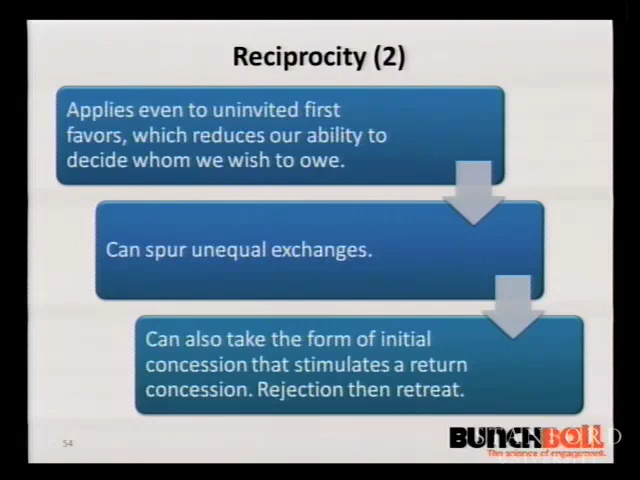 Reciprocity (2)
Applies even to uninvited first
favors, which reduces our ability to
decide whom we wish to owe.
Can spur unequal exchanges.
Can also take the form of initial
concession that stimulates a return
concession. Rejection then retreat.
54
BUNCHBALL
The science of engagement.